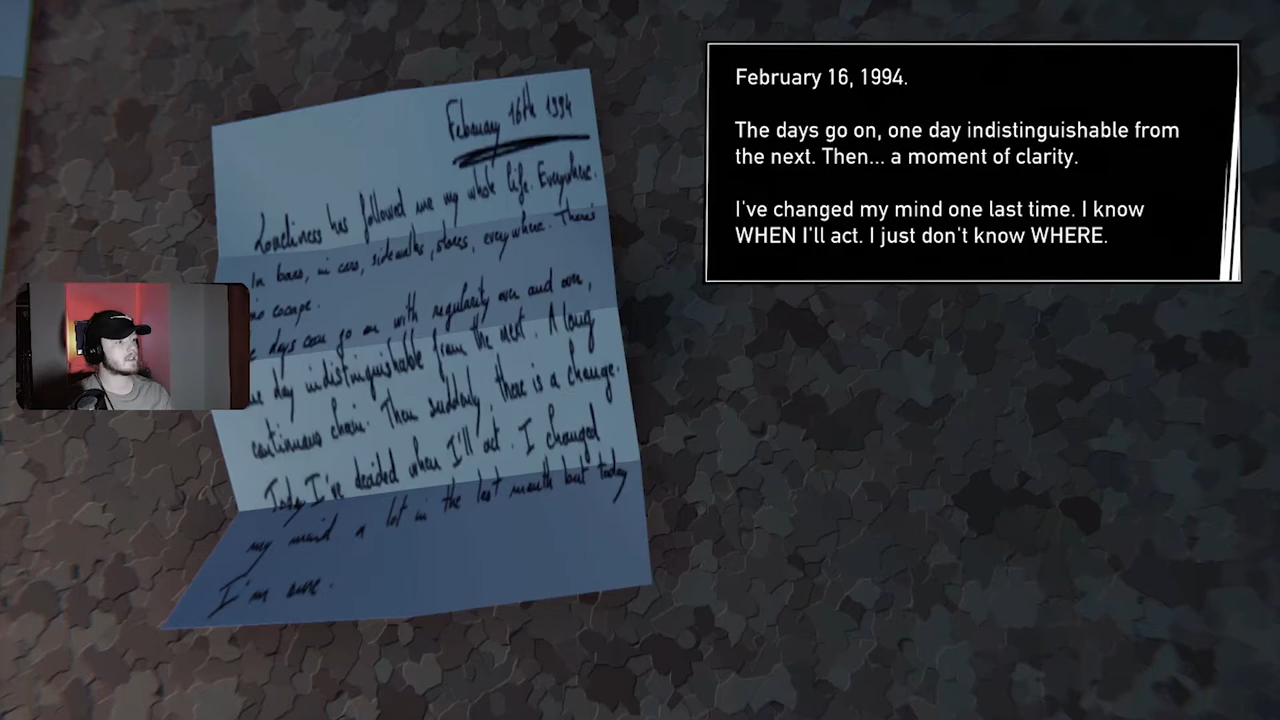 February 16th 1994
Loneliness has followed me my whole life. Everywhere.
In bars, in cars, sidewalks, stores, everywhere. There's
no escape.
days can go on with regularity over and over,
day indistinguishable from the next. A long
continuous chain. Then suddenly, there is a change.
Today I've decided when I'll act. I changed
my mind a lot in the last month but today
I'm sure.
February 16, 1994.
The days go on, one day indistinguishable from
the next. Then... a moment of clarity.
I've changed my mind one last time. I know
WHEN I'll act. I just don't know WHERE.